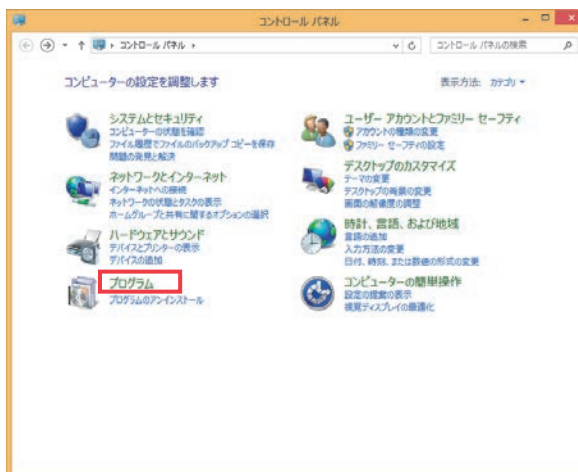 コントロール パネル
コントロール パネル
コントロール パネルの検索
コンピューターの設定を調整します
表示方法: カテゴリ
システムとセキュリティ
コンピューターの状態を確認
ファイル履歴でファイルのバックアップ コピーを保存
問題の発見と解決
ネットワークとインターネット
インターネットへの接続
ネットワークの状態とタスクの表示
ホームグループと共有に関するオプションの選択
ハードウェアとサウンド
デバイスとプリンターの表示
デバイスの追加
プログラム
プログラムのアンインストール
ユーザー アカウントとファミリー セーフティ
アカウントの種類の変更
ファミリー セーフティの設定
デスクトップのカスタマイズ
テーマの変更
デスクトップの背景の変更
画面の解像度の調整
時計、言語、および地域
言語の追加
入力方法の変更
日付、時刻、または数値の形式の変更
コンピューターの簡単操作
設定の提案の表示
視覚ディスプレイの最適化